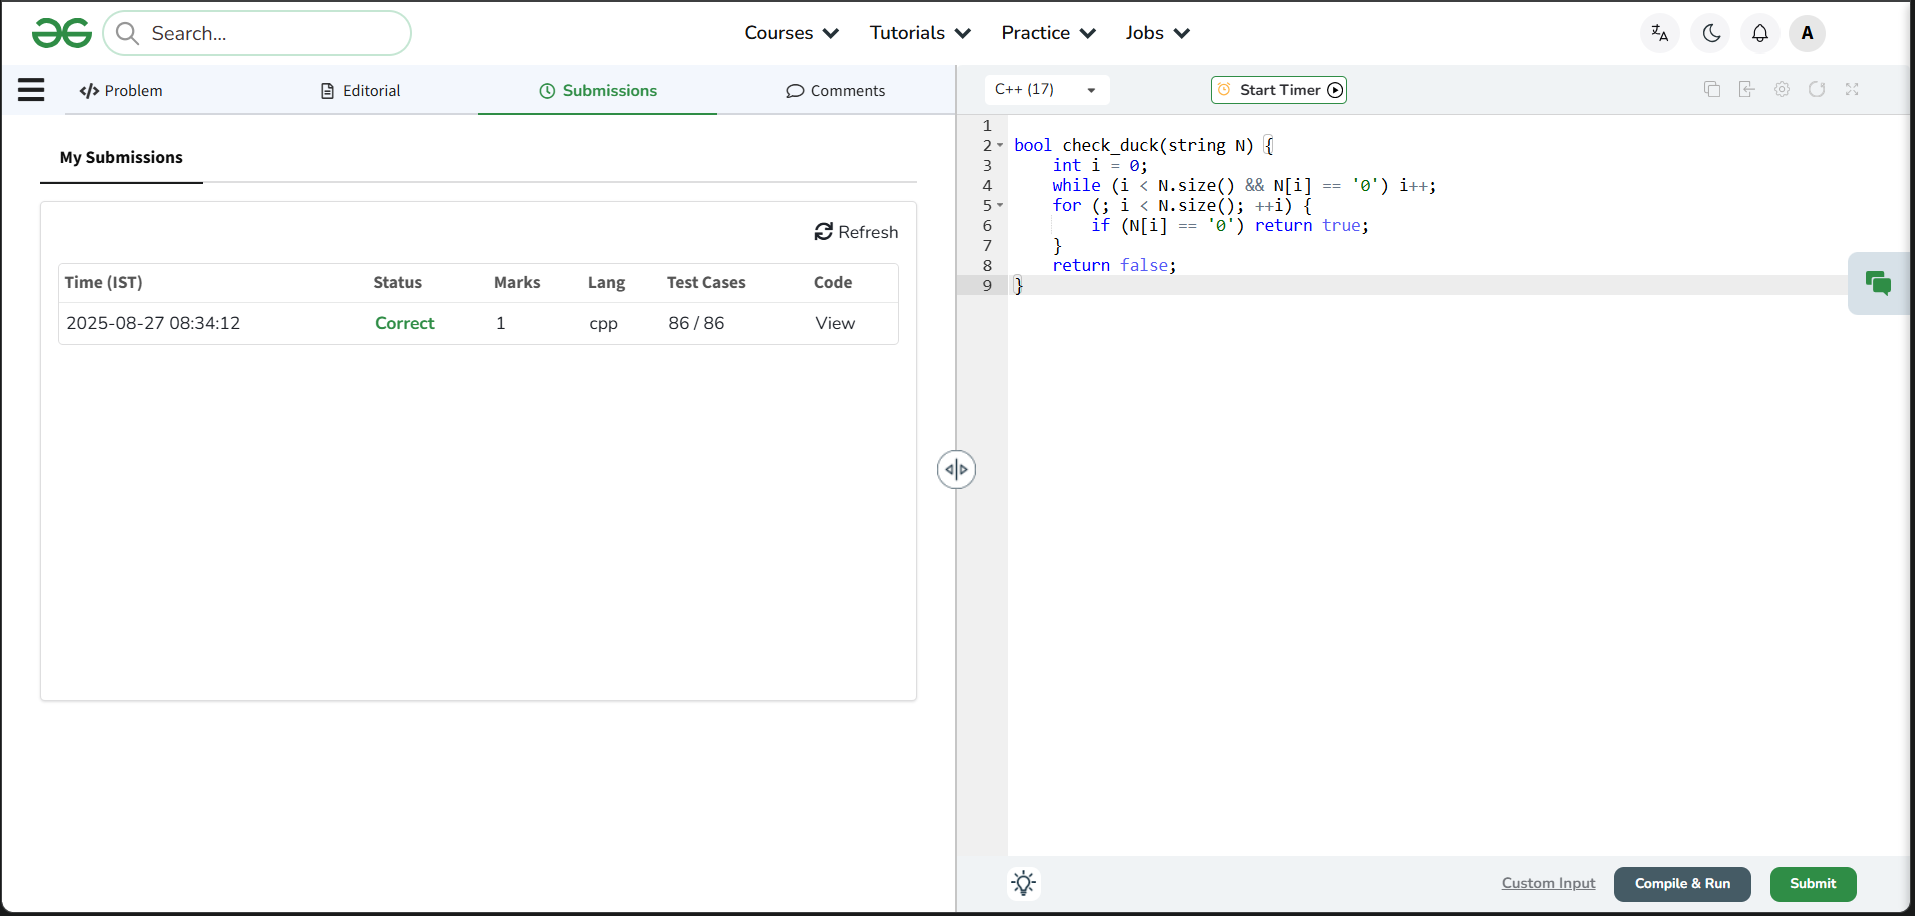 Search...
Courses Tutorials Practice Jobs
A
Problem Editorial Submissions Comments
My Submissions
Refresh
Time (IST) Status Marks Lang Test Cases Code
2025-08-27 08:34:12 Correct 1 cpp 86 / 86 View
C++ (17) Start Timer
1
2 bool check_duck(string N) {
3     int i = 0;
4     while (i < N.size() && N[i] == '0') i++;
5     for (; i < N.size(); ++i) {
6         if (N[i] == '0') return true;
7     }
8     return false;
9 }
Custom Input Compile & Run Submit